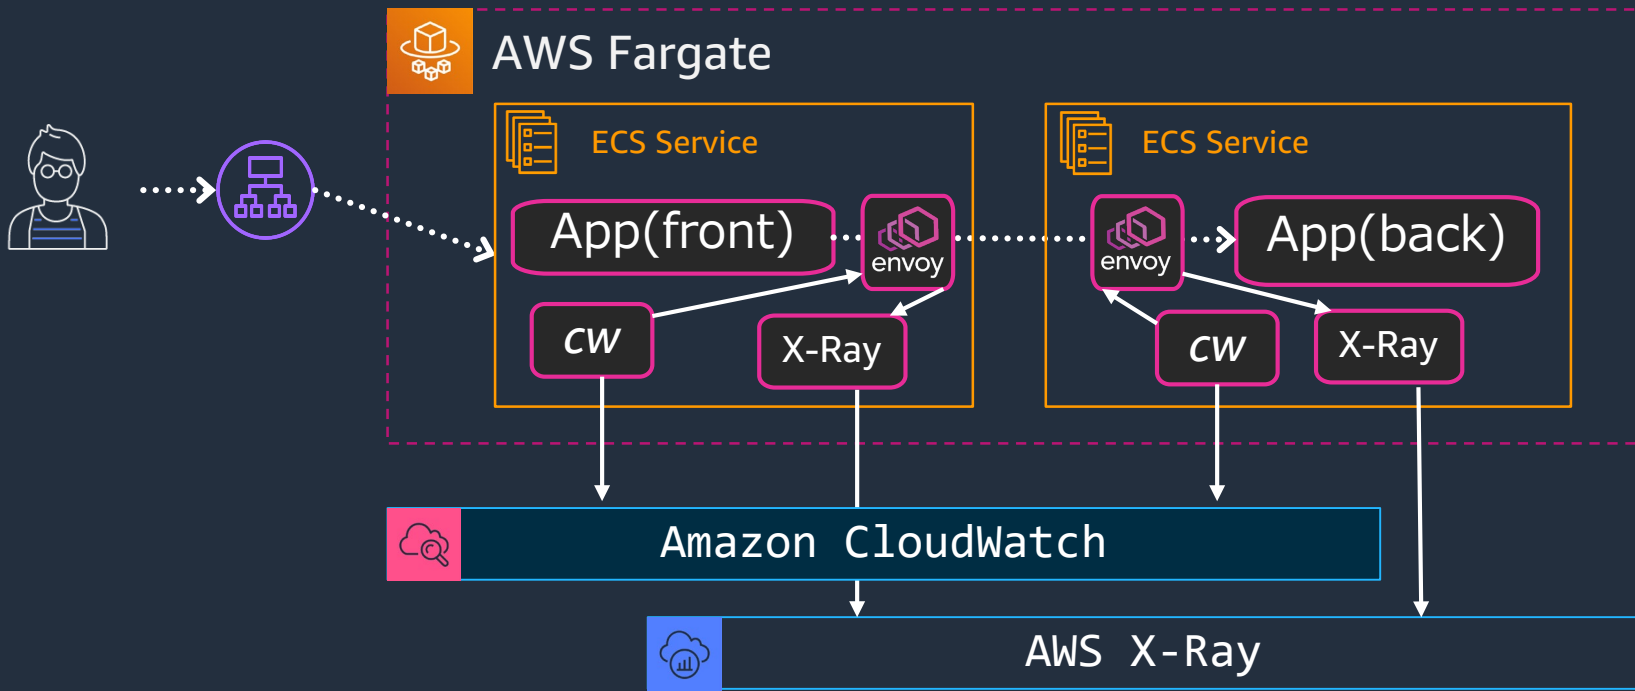 AWS Fargate
ECS Service
App(front)
envoy
CW
X-Ray
ECS Service
envoy
App(back)
CW
X-Ray
Amazon CloudWatch
AWS X-Ray